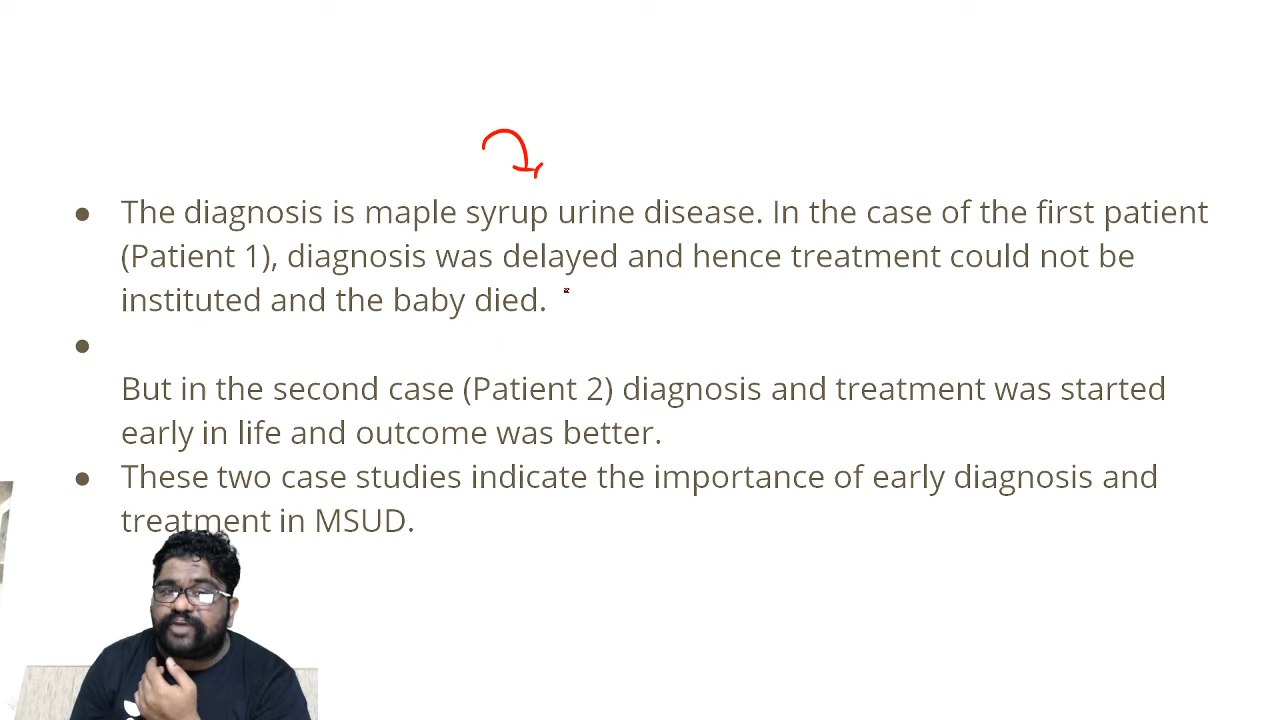 ● The diagnosis is maple syrup urine disease. In the case of the first patient
(Patient 1), diagnosis was delayed and hence treatment could not be
instituted and the baby died.
●
But in the second case (Patient 2) diagnosis and treatment was started
early in life and outcome was better.
● These two case studies indicate the importance of early diagnosis and
treatment in MSUD.